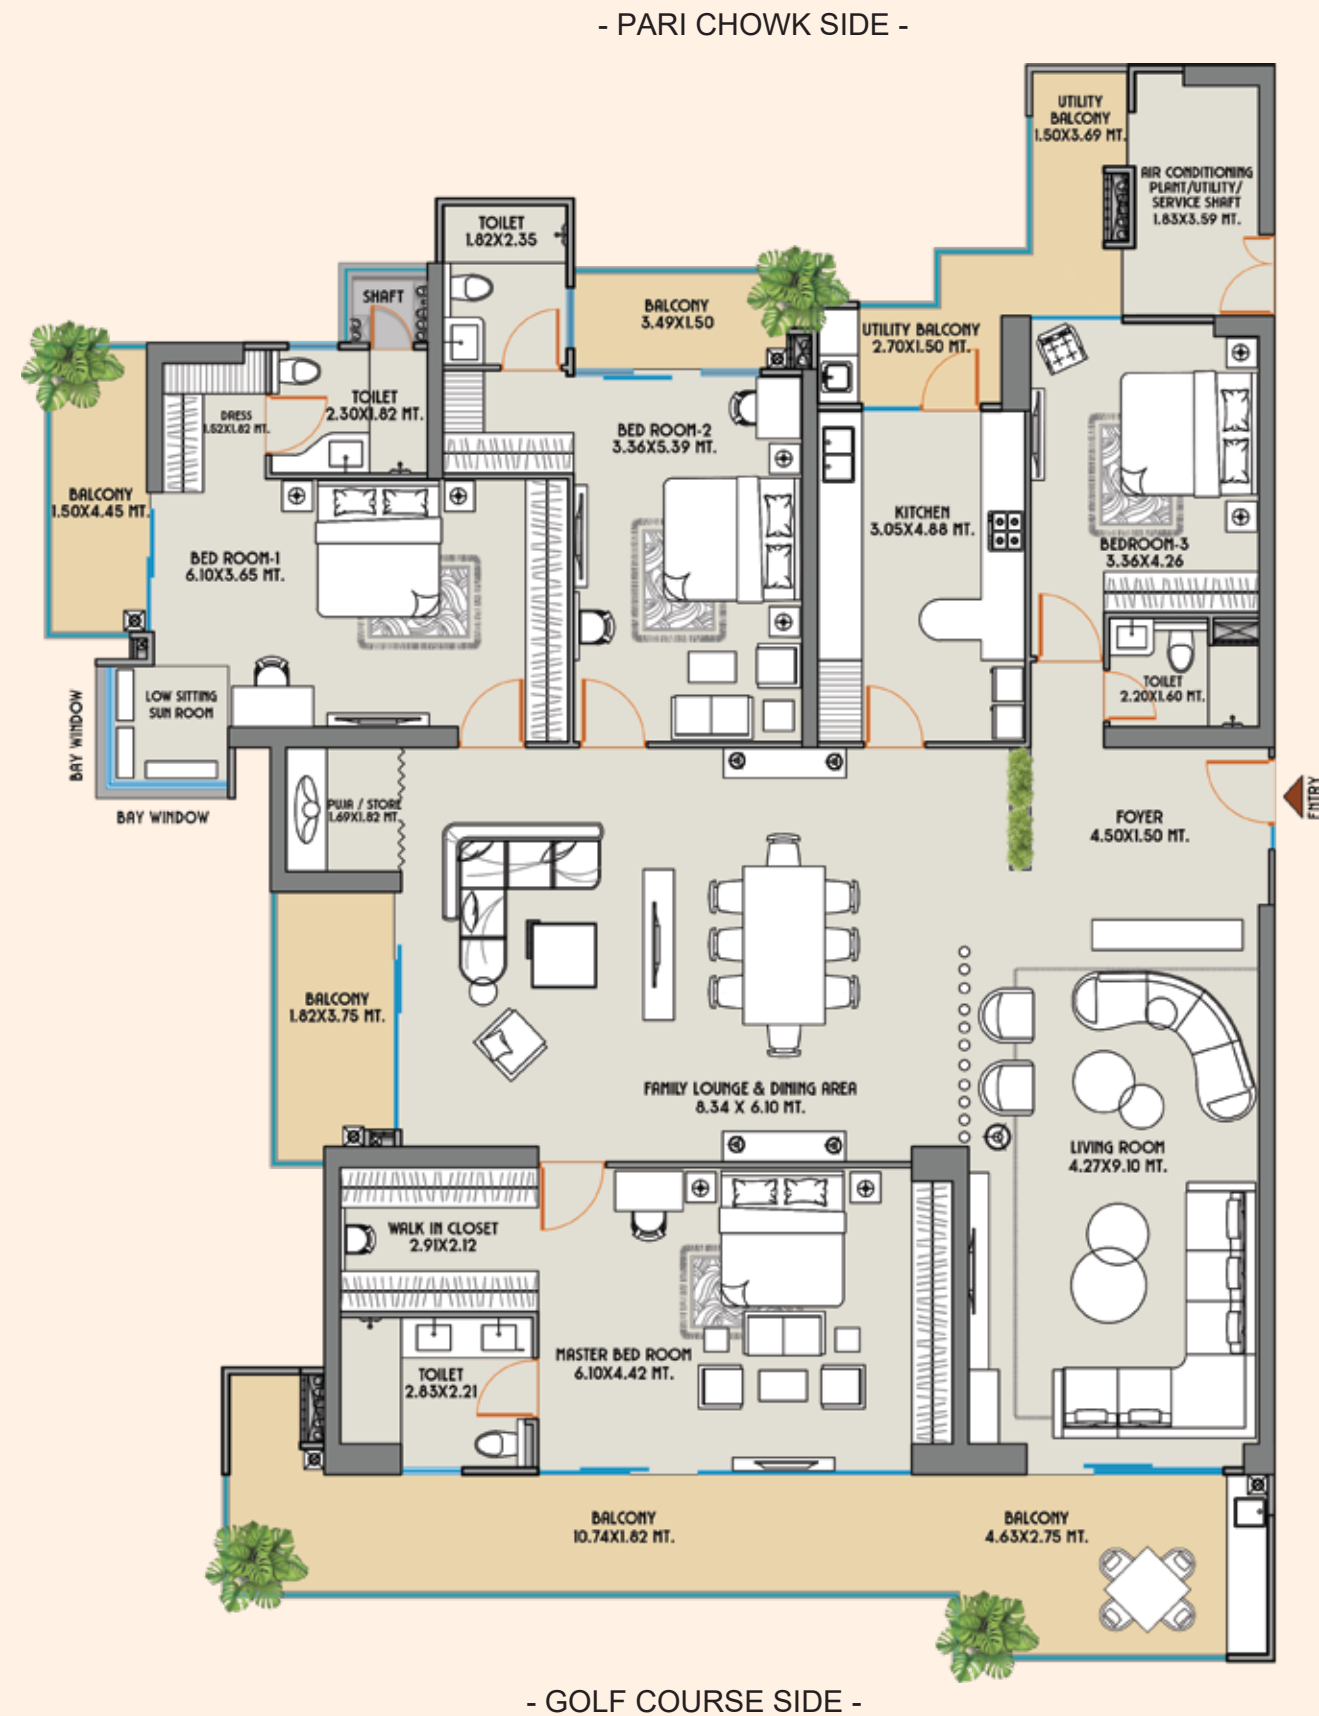 - PARI CHOWK SIDE -
UTILITY
BALCONY
1.50X3.69 MT.
AIR CONDITIONING
PLANT/UTILITY/
SERVICE SHAFT
1.83X3.59 MT.
TOILET
1.82X2.35
SHAFT
BALCONY
3.49X1.50
UTILITY BALCONY
2.70X1.50 MT.
DRESS
1.52X1.82 MT.
TOILET
2.30X1.82 MT.
BED ROOM-2
3.36X5.39 MT.
BALCONY
1.50X4.45 MT.
BED ROOM-1
6.10X3.65 MT.
KITCHEN
3.05X4.88 MT.
BEDROOM-3
3.36X4.26
TOILET
2.20X1.60 MT.
LOW SITTING
SUN ROOM
BAY WINDOW
BAY WINDOW
PUJA / STORE
1.69X1.82 MT.
FOYER
4.50X1.50 MT.
ENTRY
BALCONY
1.82X3.75 MT.
FAMILY LOUNGE & DINING AREA
8.34 X 6.10 MT.
LIVING ROOM
4.27X9.10 MT.
WALK IN CLOSET
2.91X2.12
MASTER BED ROOM
6.10X4.42 MT.
TOILET
2.83X2.21
BALCONY
10.74X1.82 MT.
BALCONY
4.63X2.75 MT.
- GOLF COURSE SIDE -